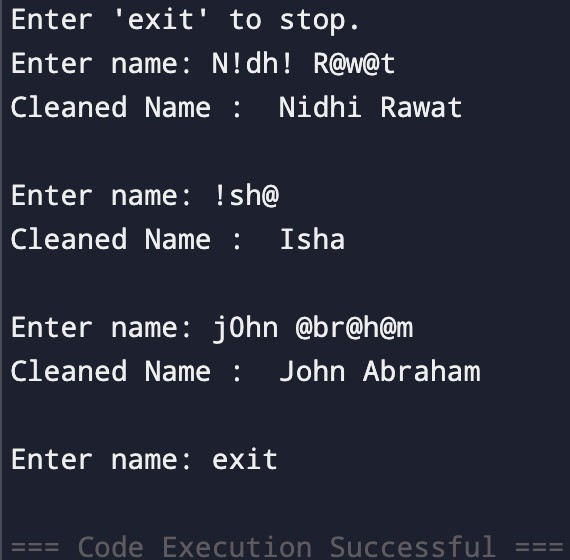 Enter 'exit' to stop.
Enter name: N!dh! R@w@t
Cleaned Name :  Nidhi Rawat
Enter name: !sh@
Cleaned Name :  Isha
Enter name: j0hn @br@h@m
Cleaned Name :  John Abraham
Enter name: exit
=== Code Execution Successful ===